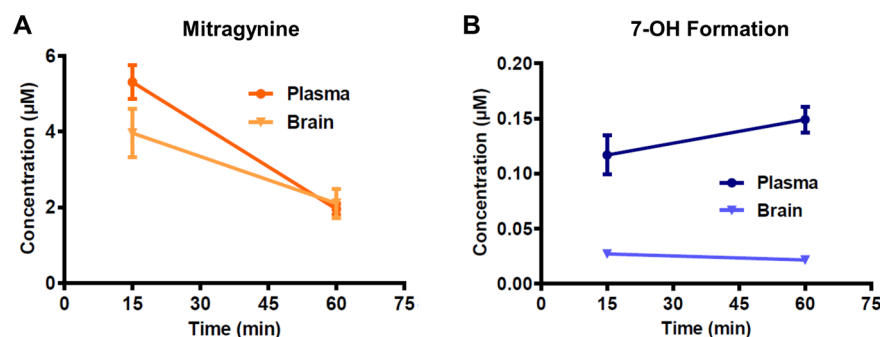 A
Mitragynine
6
4
2
0
Concentration (µM)
Plasma
Brain
0 15 30 45 60 75
Time (min)
B
7-OH Formation
0.20
0.15
0.10
0.05
0.00
Concentration (µM)
Plasma
Brain
0 15 30 45 60 75
Time (min)